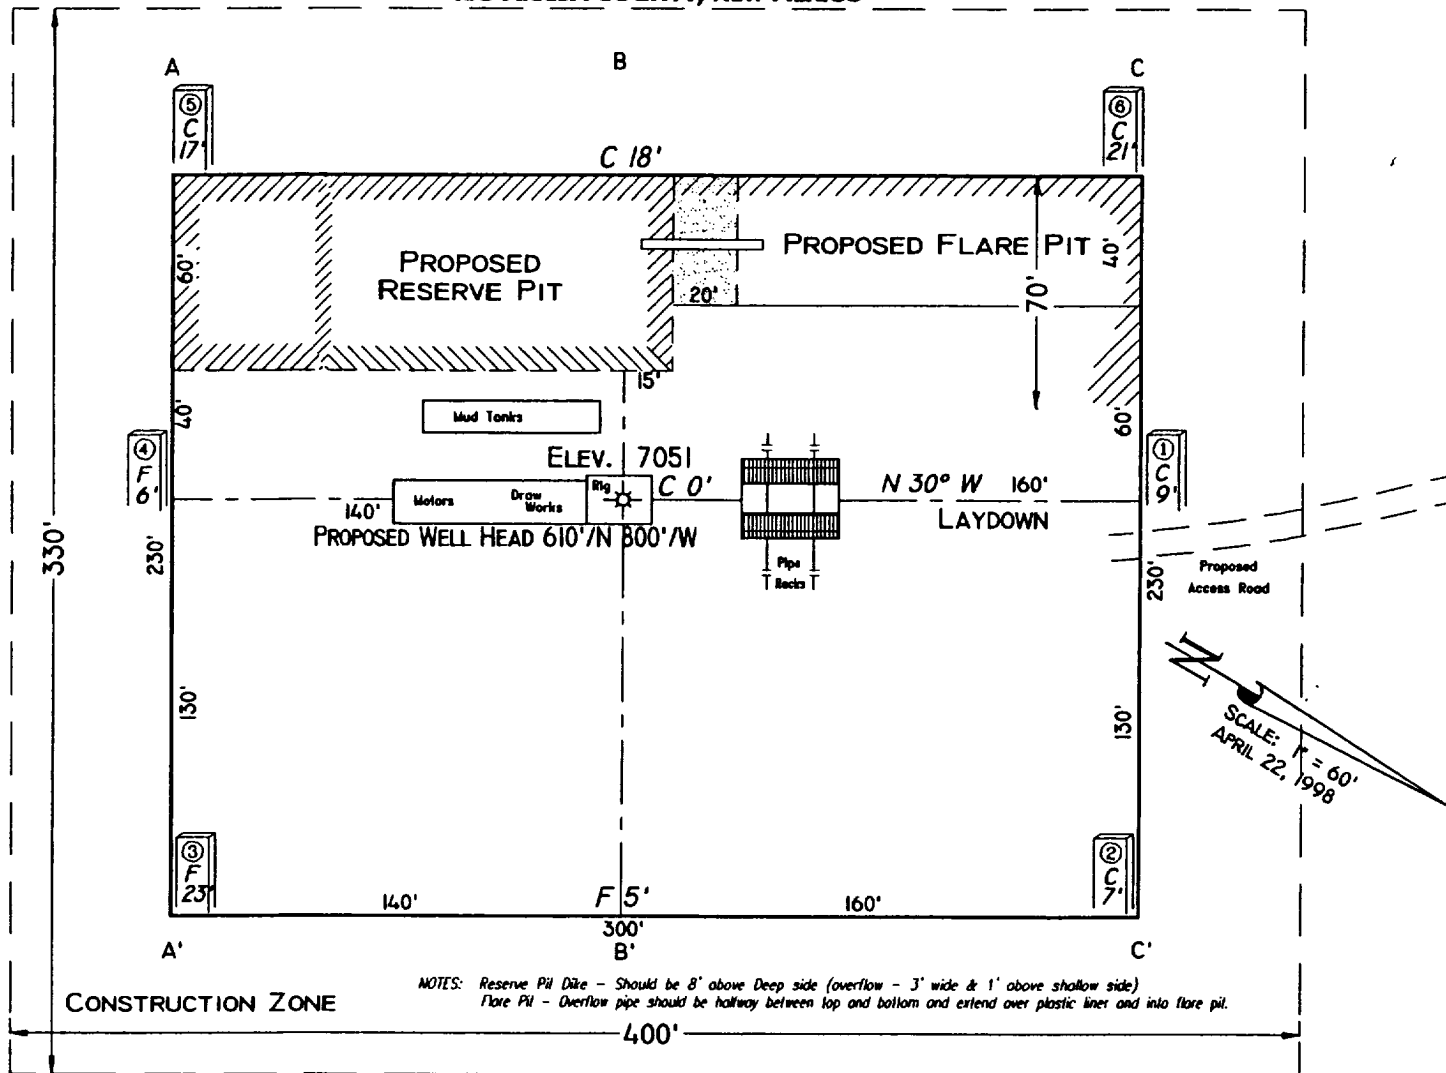 A
B
C
⑤
C
17'
⑥
C
21'
C 18'
PROPOSED
RESERVE PIT
PROPOSED FLARE PIT
60'
40'
70'
20'
15'
40'
60'
Mud Tanks
④
F
6'
①
C
9'
ELEV. 7051
Rig
C 0'
N 30° W 160'
LAYDOWN
Motors
Draw
Works
140'
PROPOSED WELL HEAD 610'/N 800'/W
Pipe
Racks
330'
230'
230'
Proposed
Access Road
N
SCALE: 1" = 60'
APRIL 22, 1998
130'
130'
③
F
23'
②
C
7'
140'
F 5'
160'
300'
A'
B'
C'
NOTES: Reserve Pit Dike - Should be 8' above Deep side (overflow - 3' wide & 1' above shallow side)
Flare Pit - Overflow pipe should be halfway between top and bottom and extend over plastic liner and into flare pit.
CONSTRUCTION ZONE
400'